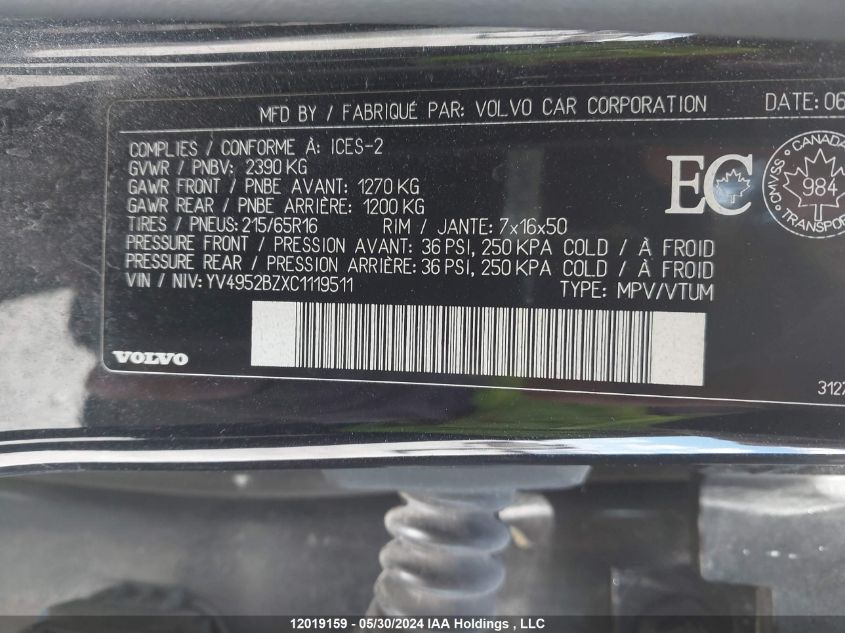 MFD BY / FABRIQUÉ PAR: VOLVO CAR CORPORATION DATE: 06
COMPLIES / CONFORME À: ICES-2
GVWR / PNBV: 2390 KG
GAWR FRONT / PNBE AVANT: 1270 KG
GAWR REAR / PNBE ARRIÈRE: 1200 KG
TIRES / PNEUS: 215/65R16 RIM / JANTE: 7x16x50
PRESSURE FRONT / PRESSION AVANT: 36 PSI, 250 KPA COLD / À FROID
PRESSURE REAR / PRESSION ARRIÈRE: 36 PSI, 250 KPA COLD / À FROID
VIN / NIV: YV4952BZXC1119511 TYPE: MPV/VTUM
EC
CANADA
CMVSS
984
TRANSPORT
VOLVO
3127
12019159 - 05/30/2024 IAA Holdings , LLC